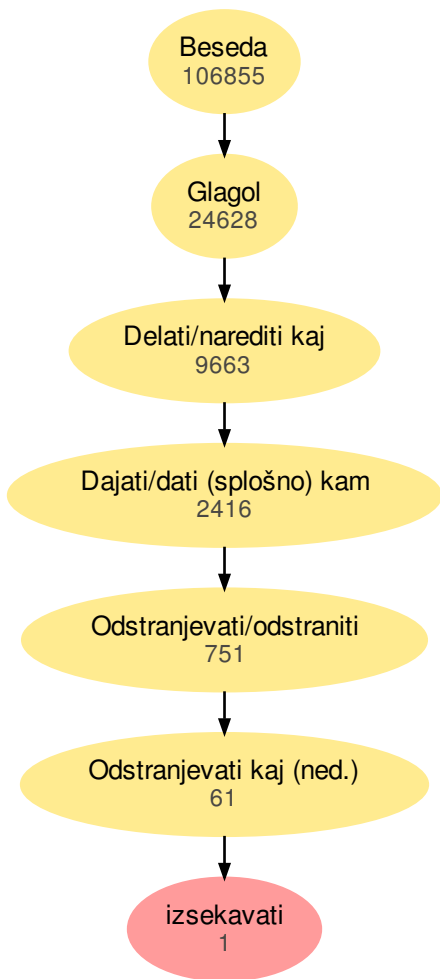 Beseda
106855
Glagol
24628
Delati/narediti kaj
9663
Dajati/dati (splošno) kam
2416
Odstranjevati/odstraniti
751
Odstranjevati kaj (ned.)
61
izsekavati
1